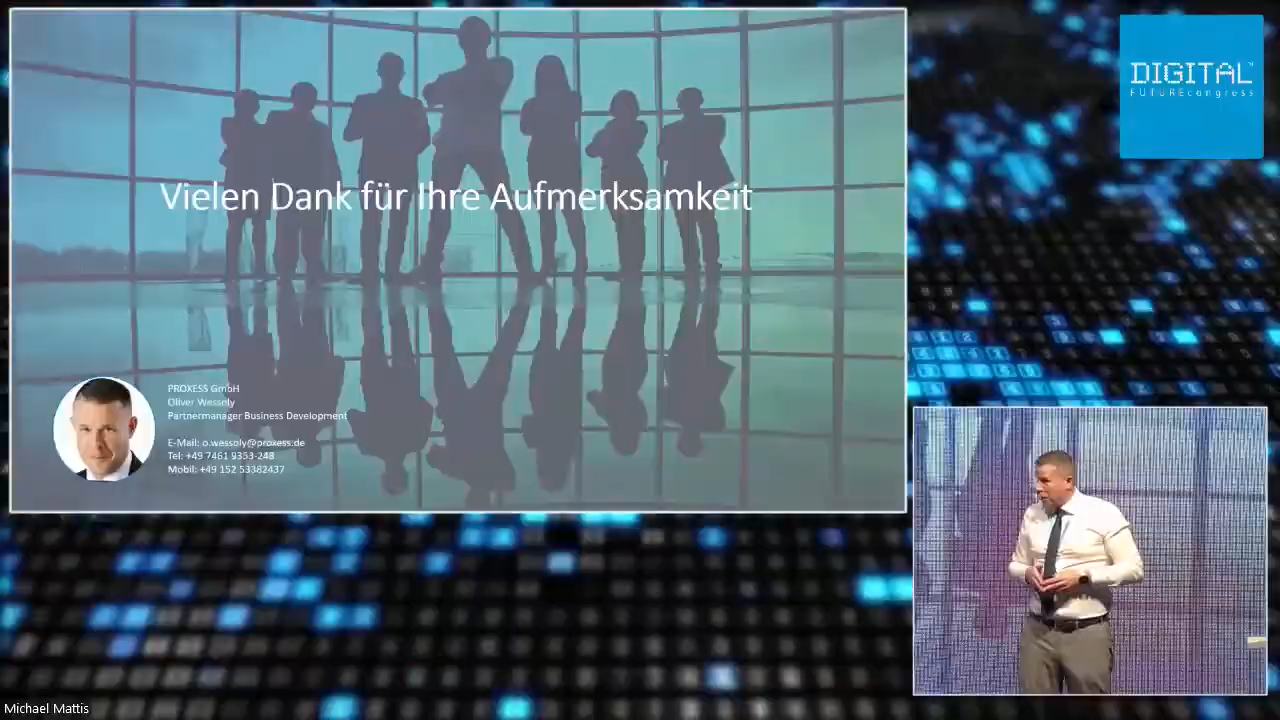 Vielen Dank für Ihre Aufmerksamkeit
PROXESS GmbH
Oliver Wessoly
Partnermanager Business Development
E-Mail: o.wessoly@proxess.de
Tel: +49 7461 9353-248
Mobil: +49 152 53382437
DIGITAL™
FUTUREcongress
Michael Mattis